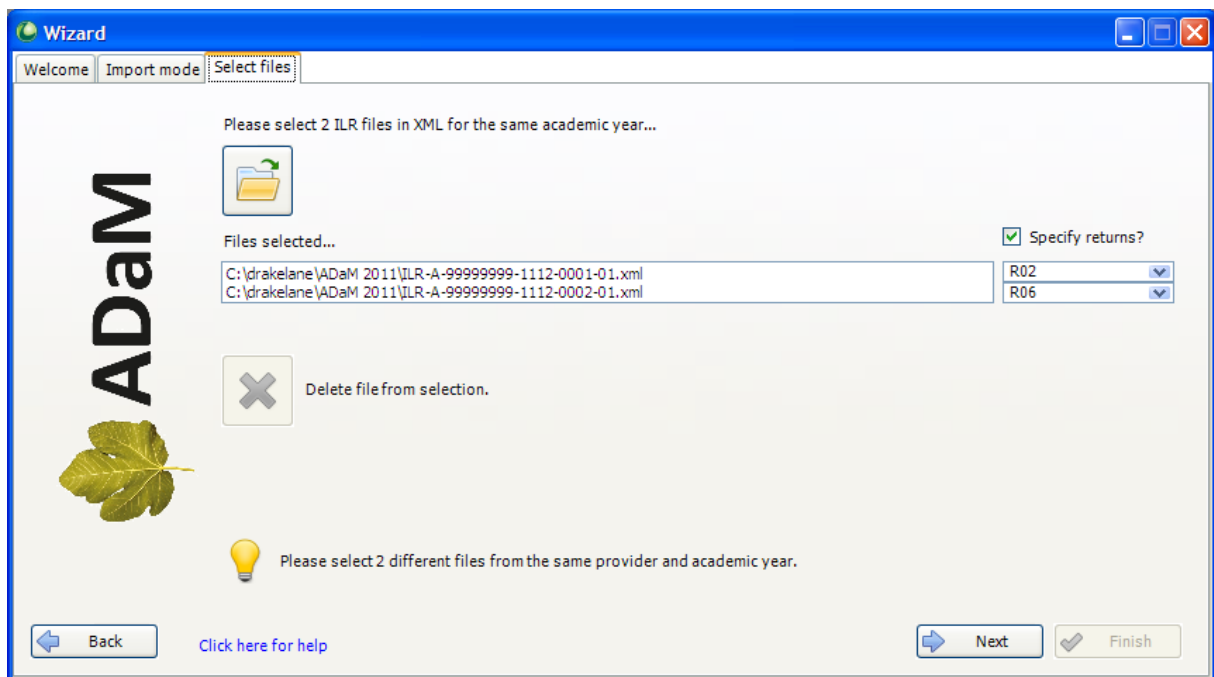 Wizard
Welcome Import mode Select files
Please select 2 ILR files in XML for the same academic year...
Files selected...
Specify returns?
C:\drakelane\ADaM 2011\ILR-A-99999999-1112-0001-01.xml
R02
C:\drakelane\ADaM 2011\ILR-A-99999999-1112-0002-01.xml
R06
ADaM
Delete file from selection.
Please select 2 different files from the same provider and academic year.
Back
Click here for help
Next
Finish